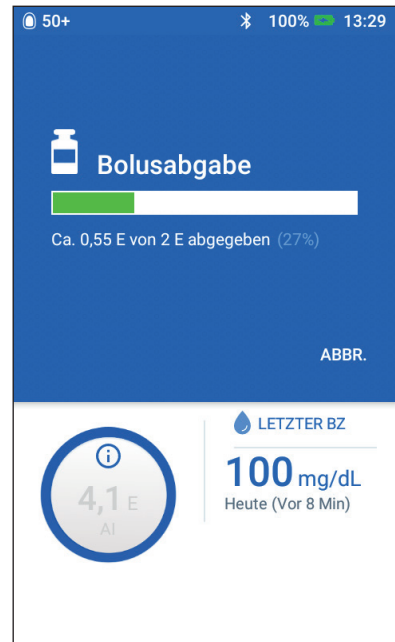 50+ 100% 13:29
Bolusabgabe
Ca. 0,55 E von 2 E abgegeben (27%)
ABBR.
LETZTER BZ
100 mg/dL
Heute (Vor 8 Min)
i
4,1 E
AI